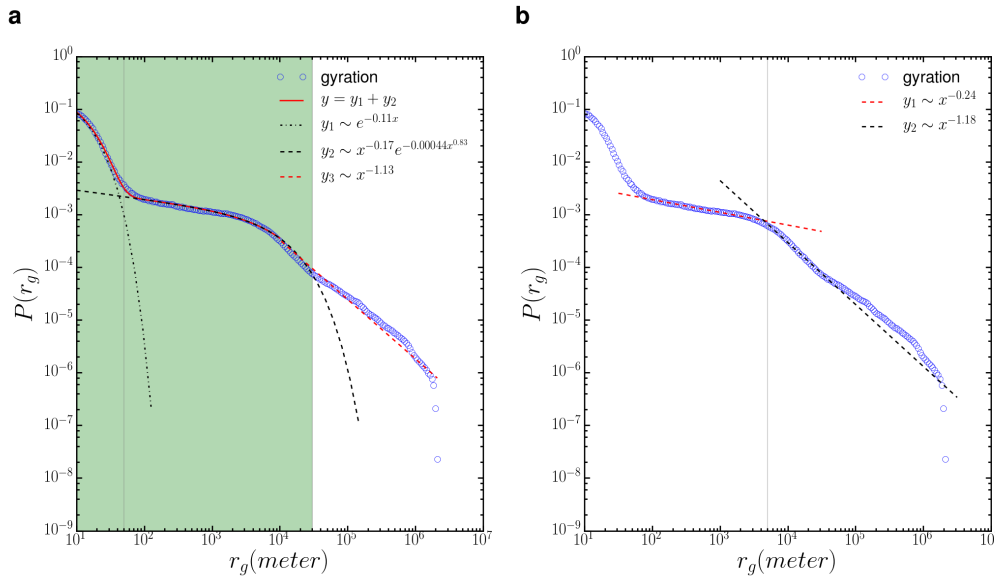 a
10^0
10^{-1}
10^{-2}
10^{-3}
10^{-4}
10^{-5}
10^{-6}
10^{-7}
10^{-8}
10^{-9}
P(r_g)
gyration
y = y_1 + y_2
y_1 ∼ e^{-0.11x}
y_2 ∼ x^{-0.17}e^{-0.00044x^{0.83}}
y_3 ∼ x^{-1.13}
10^1 10^2 10^3 10^4 10^5 10^6 10^7
r_g(meter)
b
10^0
10^{-1}
10^{-2}
10^{-3}
10^{-4}
10^{-5}
10^{-6}
10^{-7}
10^{-8}
10^{-9}
P(r_g)
gyration
y_1 ∼ x^{-0.24}
y_2 ∼ x^{-1.18}
10^1 10^2 10^3 10^4 10^5 10^6 10^7
r_g(meter)